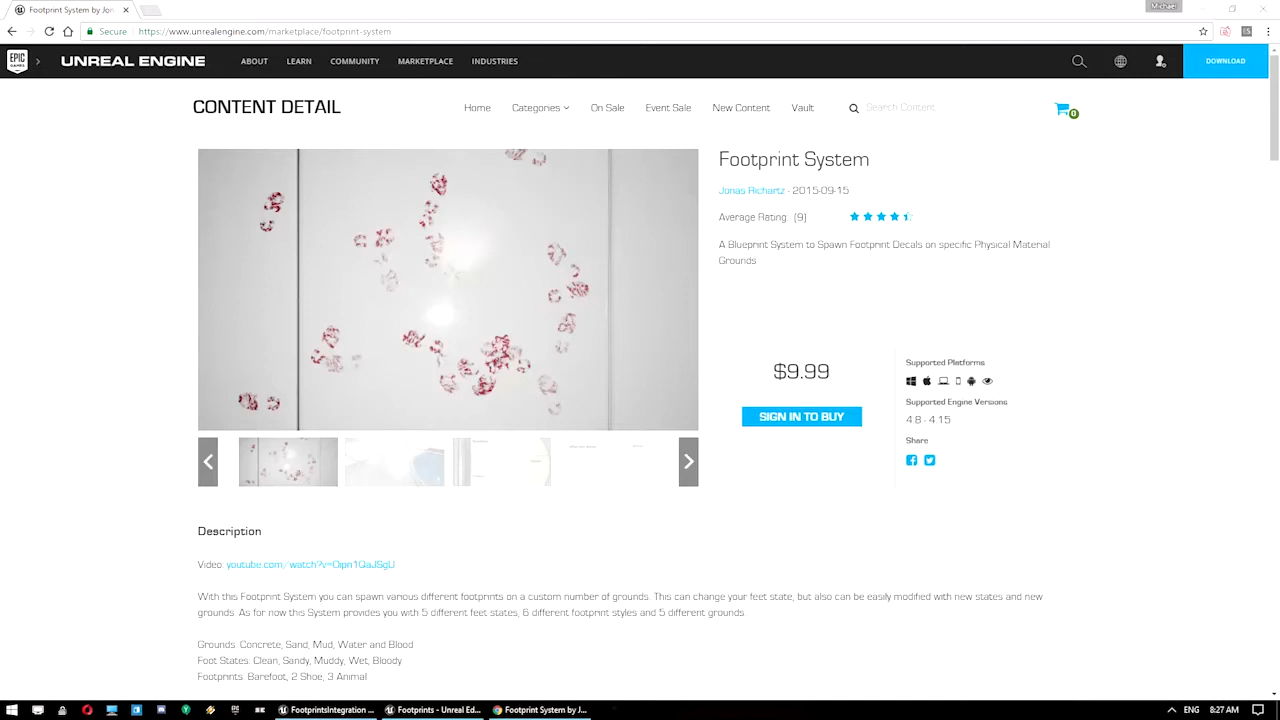 Footprint System by Jon
Michael
Secure
https://www.unrealengine.com/marketplace/footprint-system
EPIC GAMES
UNREAL ENGINE
ABOUT
LEARN
COMMUNITY
MARKETPLACE
INDUSTRIES
DOWNLOAD
CONTENT DETAIL
Home
Categories
On Sale
Event Sale
New Content
Vault
Search Content
0
Footprint System
Jonas Richartz - 2015-09-15
Average Rating (9)
A Blueprint System to Spawn Footprint Decals on specific Physical Material
Grounds
$9.99
SIGN IN TO BUY
Supported Platforms
Supported Engine Versions
4.8 - 4.15
Share
Description
Video: youtube.com/watch?v=Oipn1QaJSgU
With this Footprint System you can spawn various different footprints on a custom number of grounds. This can change your feet state, but also can be easily modified with new states and new
grounds. As for now this System provides you with 5 different feet states, 6 different footprint styles and 5 different grounds.
Grounds: Concrete, Sand, Mud, Water and Blood
Foot States: Clean, Sandy, Muddy, Wet, Bloody
Footprints: Barefoot, 2 Shoe, 3 Animal
FootprintsIntegration ...
Footprints - Unreal Ed...
Footprint System by J...
ENG
8:27 AM